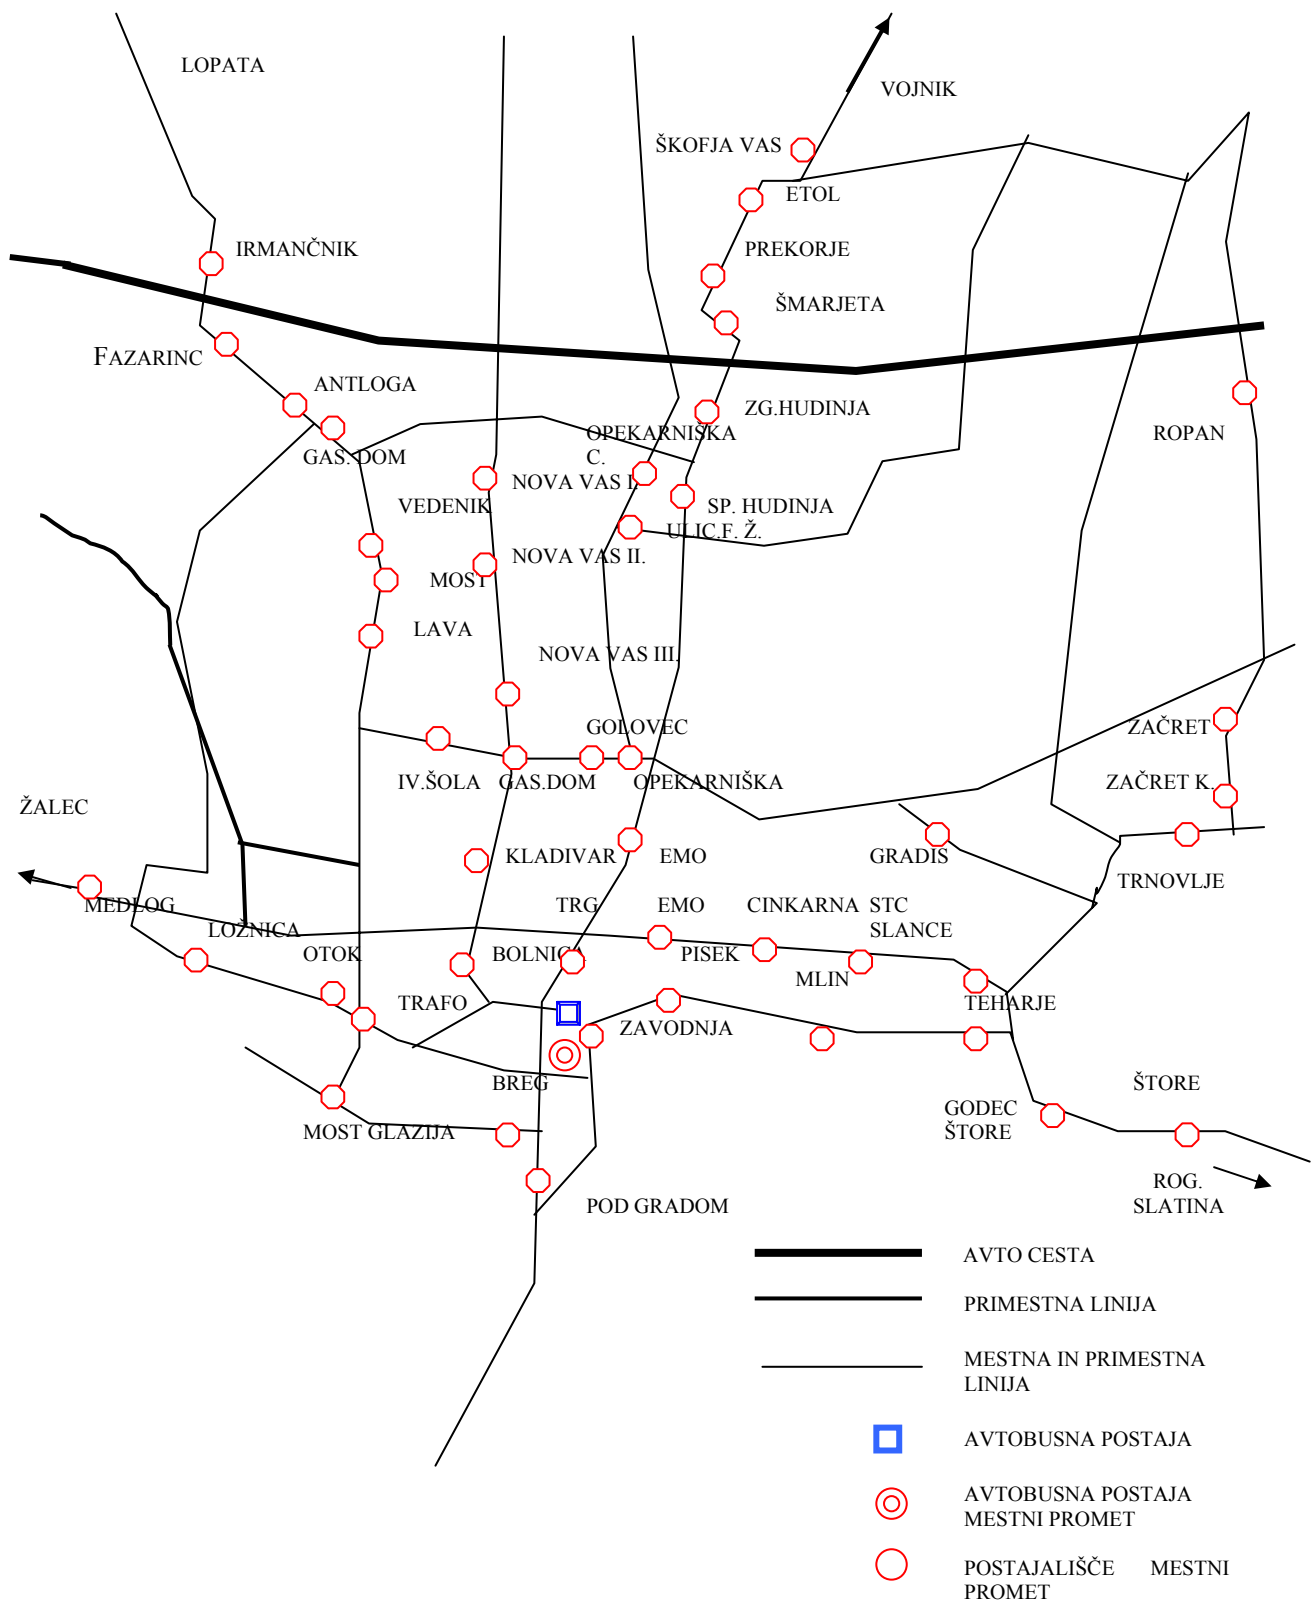 LOPATA
VOJNIK
ŠKOFJA VAS
ETOL
IRMANČNIK
PREKORJE
ŠMARJETA
FAZARINC
ANTLOGA
ZG.HUDINJA
OPEKARNIŠKA
C.
ROPAN
GAS. DOM
NOVA VAS I.
VEDENIK
SP. HUDINJA
ULIC.F. Ž.
NOVA VAS II.
MOST
LAVA
NOVA VAS III.
GOLOVEC
ZAČRET
IV.ŠOLA
GAS.DOM
OPEKARNIŠKA
ZAČRET K.
ŽALEC
KLADIVAR
EMO
GRADIS
TRNOVLJE
MEDLOG
TRG
EMO
CINKARNA
STC
SLANCE
LOŽNICA
OTOK
BOLNICA
PISEK
MLIN
TRAFO
TEHARJE
ZAVODNJA
BREG
ŠTORE
GODEC
ŠTORE
MOST GLAZIJA
ROG.
SLATINA
POD GRADOM
AVTO CESTA
PRIMESTNA LINIJA
MESTNA IN PRIMESTNA
LINIJA
AVTOBUSNA POSTAJA
AVTOBUSNA POSTAJA
MESTNI PROMET
POSTAJALIŠČE MESTNI
PROMET